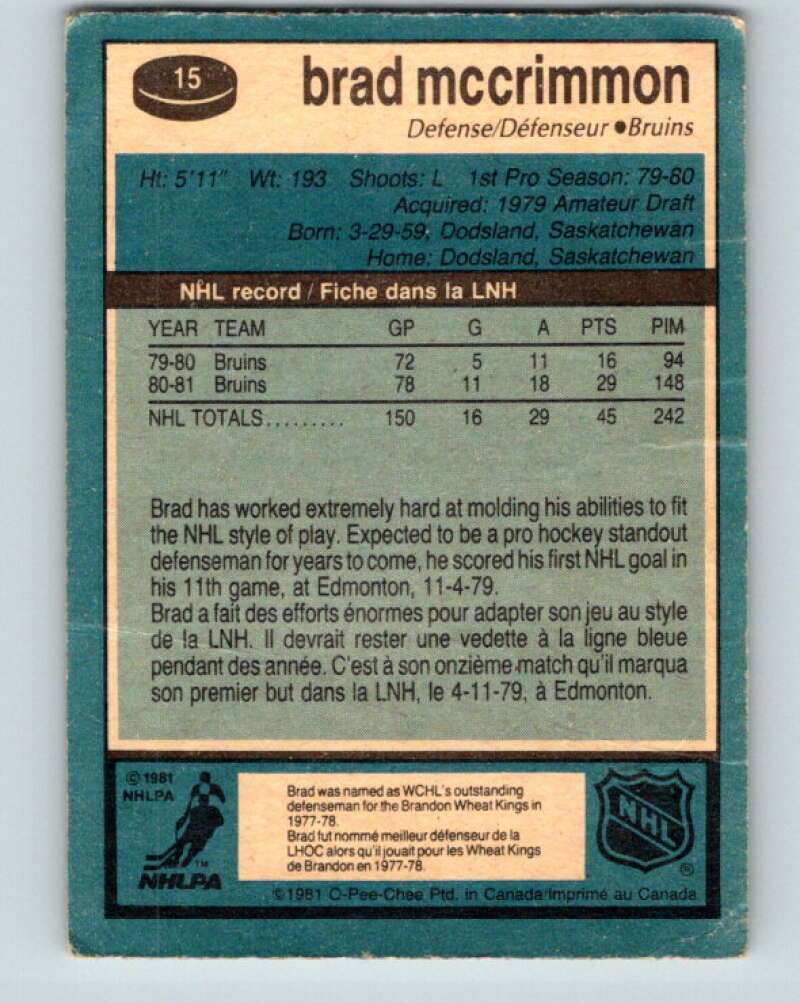 15
brad mccrimmon
Defense/Défenseur ●Bruins
Ht: 5'11" Wt: 193 Shoots: L 1st Pro Season: 79-80
Acquired: 1979 Amateur Draft
Born: 3-29-59, Dodsland, Saskatchewan
Home: Dodsland, Saskatchewan
NHL record / Fiche dans la LNH
YEAR TEAM GP G A PTS PIM
79-80 Bruins 72 5 11 16 94
80-81 Bruins 78 11 18 29 148
NHL TOTALS......... 150 16 29 45 242
Brad has worked extremely hard at molding his abilities to fit
the NHL style of play. Expected to be a pro hockey standout
defenseman for years to come, he scored his first NHL goal in
his 11th game, at Edmonton, 11-4-79.
Brad a fait des efforts énormes pour adapter son jeu au style
de la LNH. Il devrait rester une vedette à la ligne bleue
pendant des année. C'est à son onzième match qu'il marqua
son premier but dans la LNH, le 4-11-79, à Edmonton.
© 1981
NHLPA
TM
NHLPA
Brad was named as WCHL's outstanding
defenseman for the Brandon Wheat Kings in
1977-78.
Brad fut nommé meilleur défenseur de la
LHOC alors qu'il jouait pour les Wheat Kings
de Brandon en 1977-78.
NHL
®
©1981 O-Pee-Chee Ptd. in Canada/Imprimé au Canada